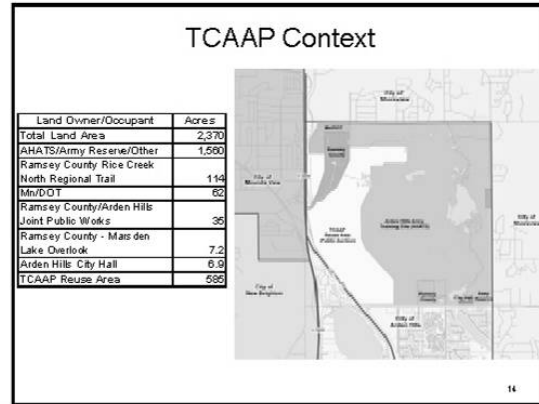 TCAAP Context
Land Owner/Occupant Acres
Total Land Area 2,370
AHATS/Army Reserve/Other 1,560
Ramsey County Rice Creek
North Regional Trail 114
Mn/DOT 62
Ramsey County/Arden Hills
Joint Public Works 35
Ramsey County - Marsden
Lake Overlook 7.2
Arden Hills City Hall 6.9
TCAAP Reuse Area 585
City of
City of
City of
New Brighton
TCAAP
City of
Arden Hills
14